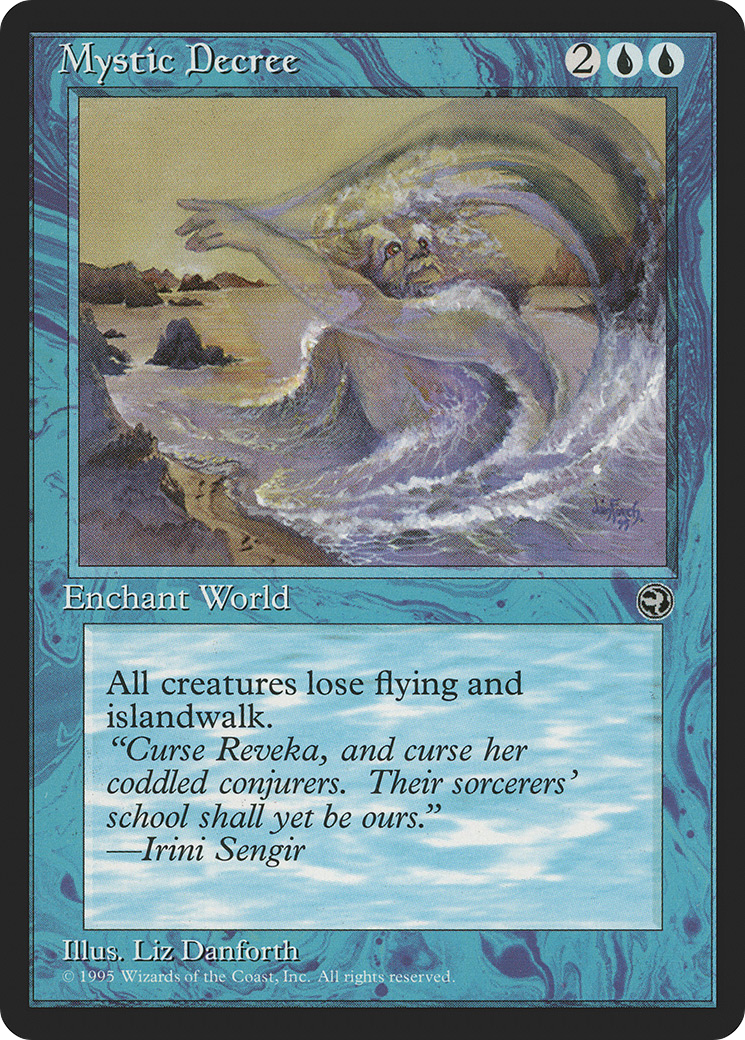 Mystic Decree 2
Enchant World
All creatures lose flying and
islandwalk.
“Curse Reveka, and curse her
coddled conjurers.  Their sorcerers’
school shall yet be ours.”
—Irini Sengir
Illus. Liz Danforth
© 1995 Wizards of the Coast, Inc.  All rights reserved.